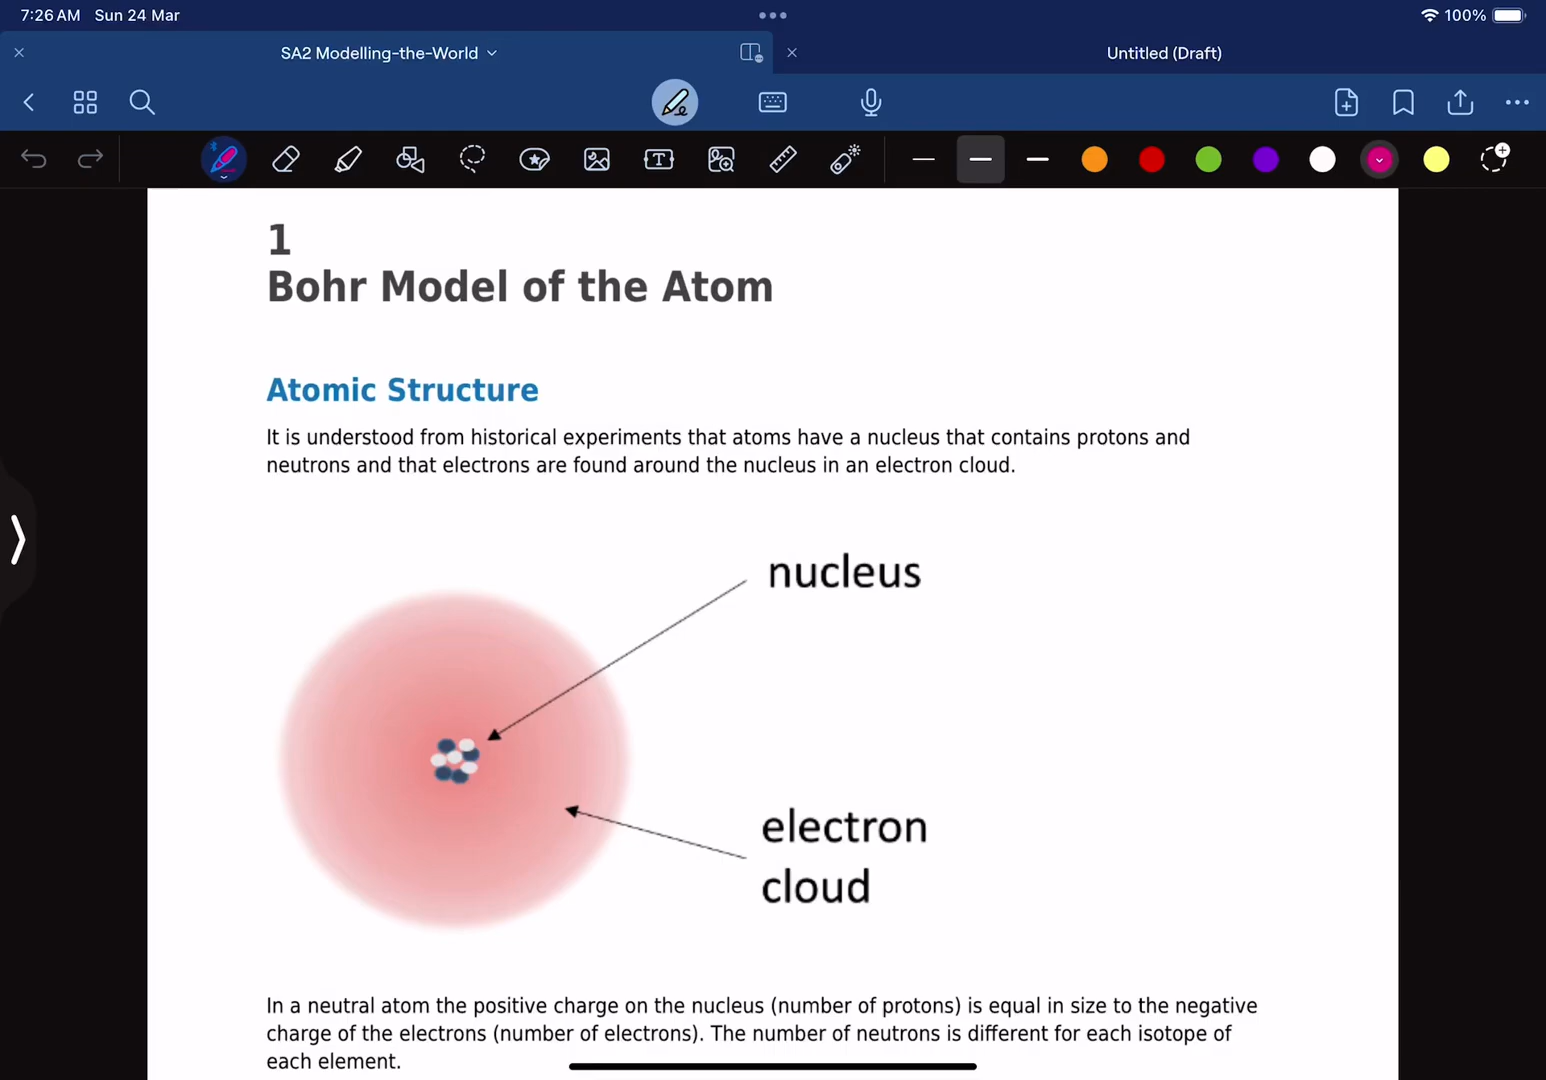 7:26 AM Sun 24 Mar
100%
SA2 Modelling-the-World
Untitled (Draft)
1
Bohr Model of the Atom
Atomic Structure
It is understood from historical experiments that atoms have a nucleus that contains protons and
neutrons and that electrons are found around the nucleus in an electron cloud.
nucleus
electron
cloud
In a neutral atom the positive charge on the nucleus (number of protons) is equal in size to the negative
charge of the electrons (number of electrons). The number of neutrons is different for each isotope of
each element.